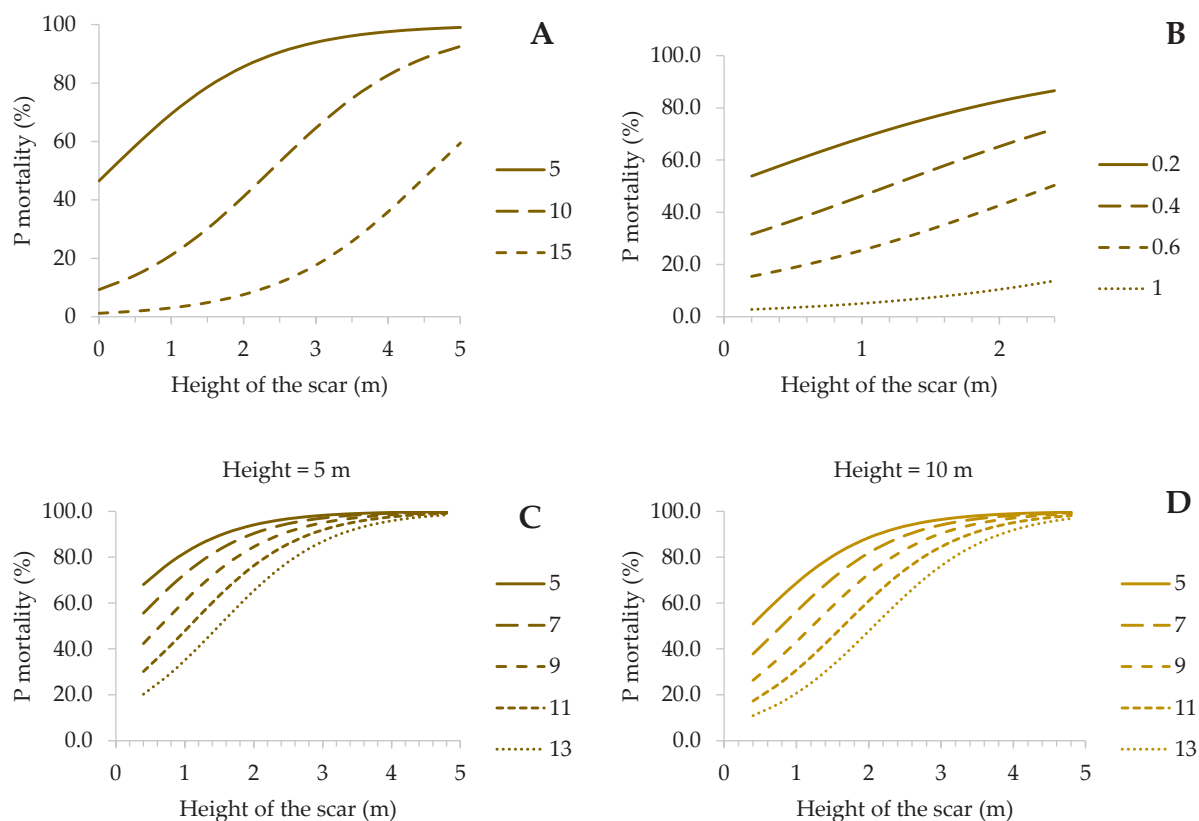 A
P mortality (%)
100
80
60
40
20
0
0 1 2 3 4 5
Height of the scar (m)
5
10
15
B
P mortality (%)
100.0
80.0
60.0
40.0
20.0
0.0
0 1 2
Height of the scar (m)
0.2
0.4
0.6
1
Height = 5 m
C
P mortality (%)
100.0
80.0
60.0
40.0
20.0
0.0
0 1 2 3 4 5
Height of the scar (m)
5
7
9
11
13
Height = 10 m
D
P mortality (%)
100.0
80.0
60.0
40.0
20.0
0.0
0 1 2 3 4 5
Height of the scar (m)
5
7
9
11
13